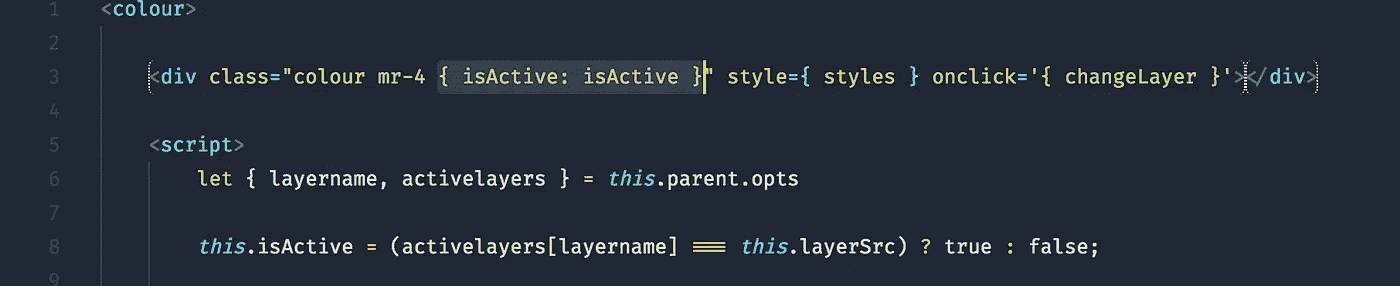 1 <colour>
2
3 <div class="colour mr-4 { isActive: isActive }" style={ styles } onclick='{ changeLayer }'></div>
4
5 <script>
6 let { layername, activelayers } = this.parent.opts
7
8 this.isActive = (activelayers[layername] === this.layerSrc) ? true : false;
9